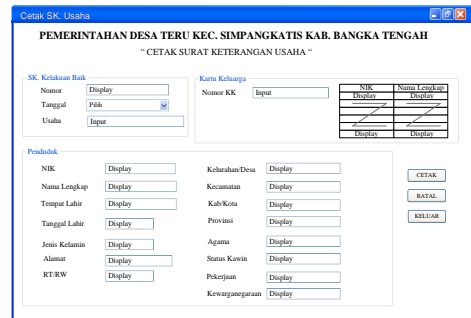 Cetak SK. Usaha
PEMERINTAHAN DESA TERU KEC. SIMPANGKATIS KAB. BANGKA TENGAH
“ CETAK SURAT KETERANGAN USAHA “
SK. Kelakuan Baik
Nomor Display
Tanggal Pilih
Usaha Input
Kartu Keluarga
Nomor KK Input
NIK Nama Lengkap
Display Display
Display Display
Penduduk
NIK Display
Nama Lengkap Display
Tempat Lahir Display
Tanggal Lahir Display
Jenis Kelamin Display
Alamat Display
RT/RW Display
Kelurahan/Desa Display
Kecamatan Display
Kab/Kota Display
Provinsi Display
Agama Display
Status Kawin Display
Pekerjaan Display
Kewarganegaraan Display
CETAK
BATAL
KELUAR